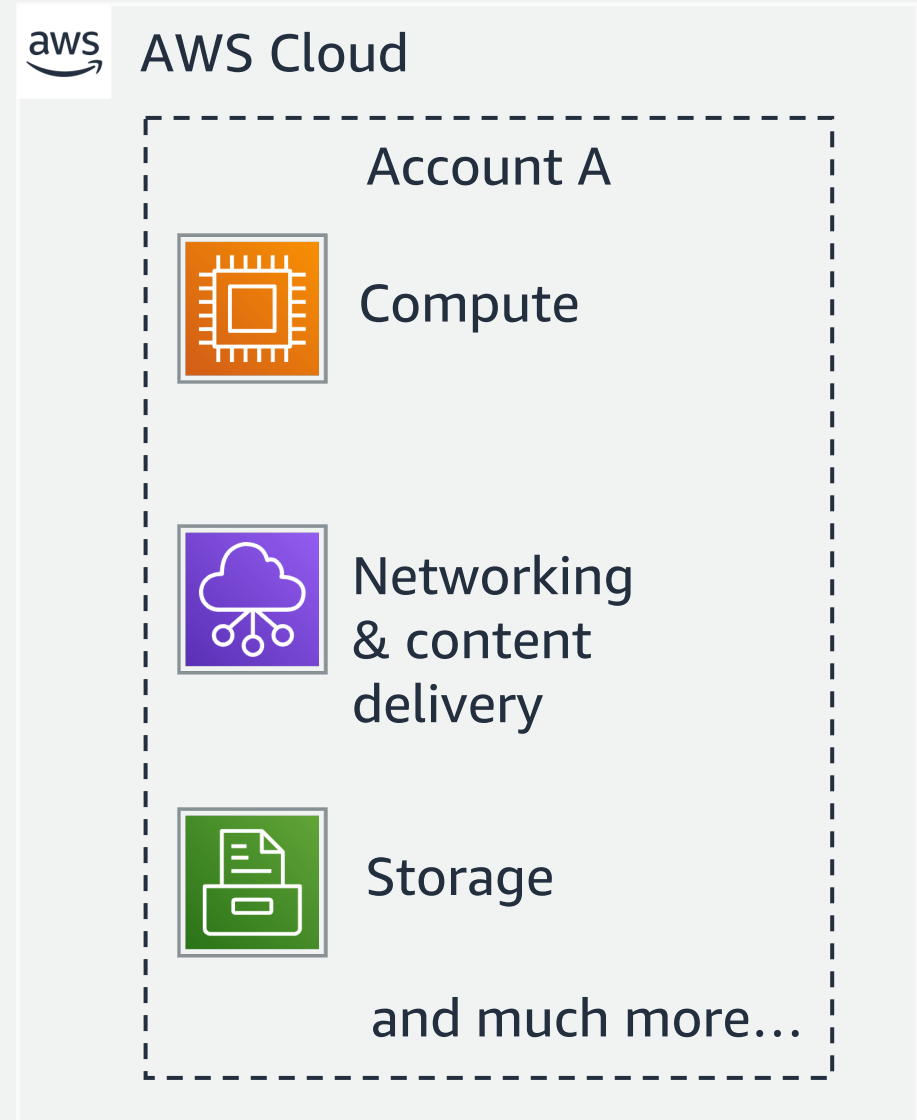 aws
AWS Cloud
Account A
Compute
Networking
& content
delivery
Storage
and much more...